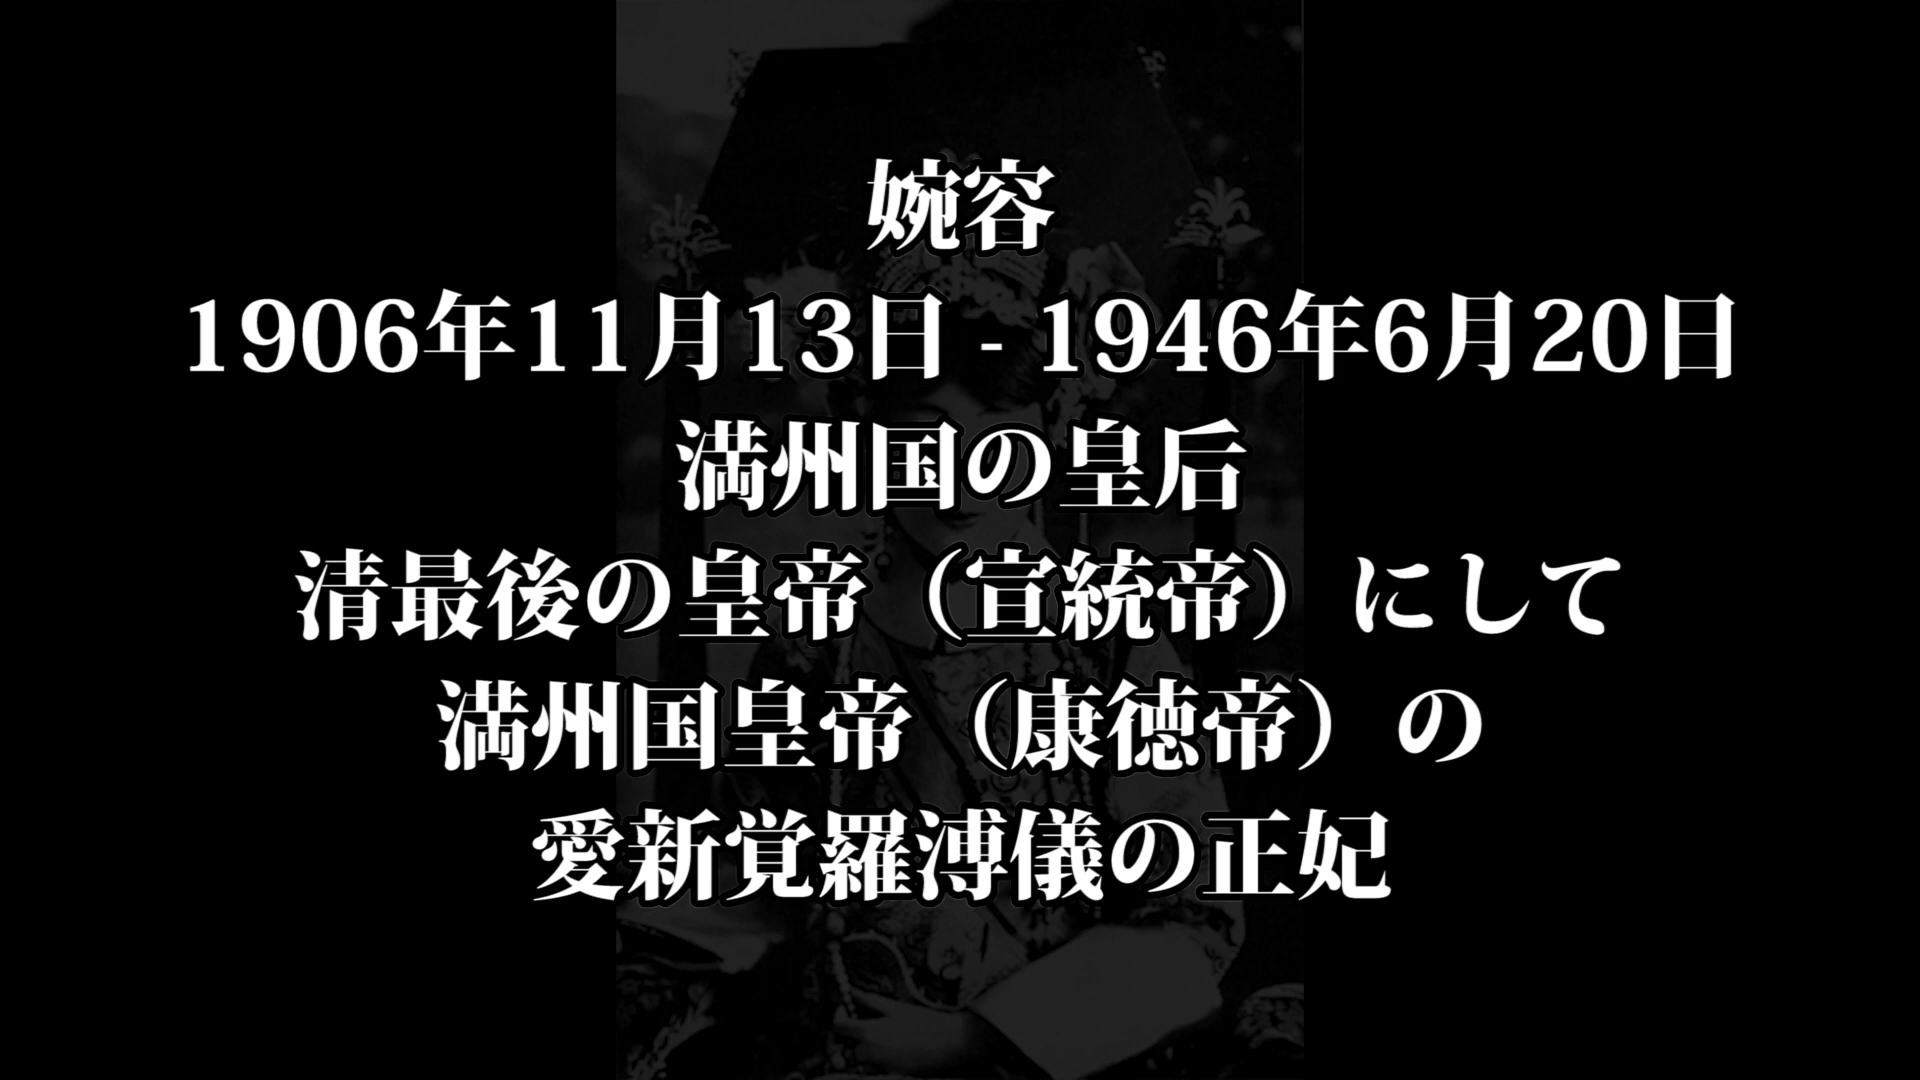 婉容
1906年11月13日 - 1946年6月20日
満州国の皇后
清最後の皇帝（宣統帝）にして
満州国皇帝（康徳帝）の
愛新覚羅溥儀の正妃